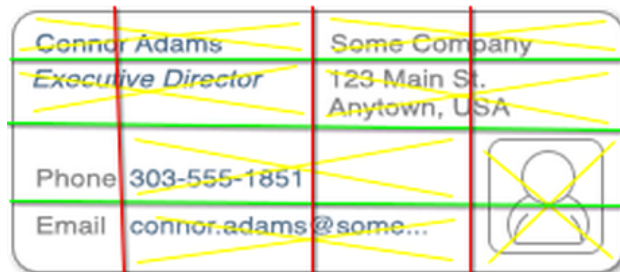 Connor Adams
Some Company
Executive Director
123 Main St.
Anytown, USA
Phone 303-555-1851
Email connor.adams@some...